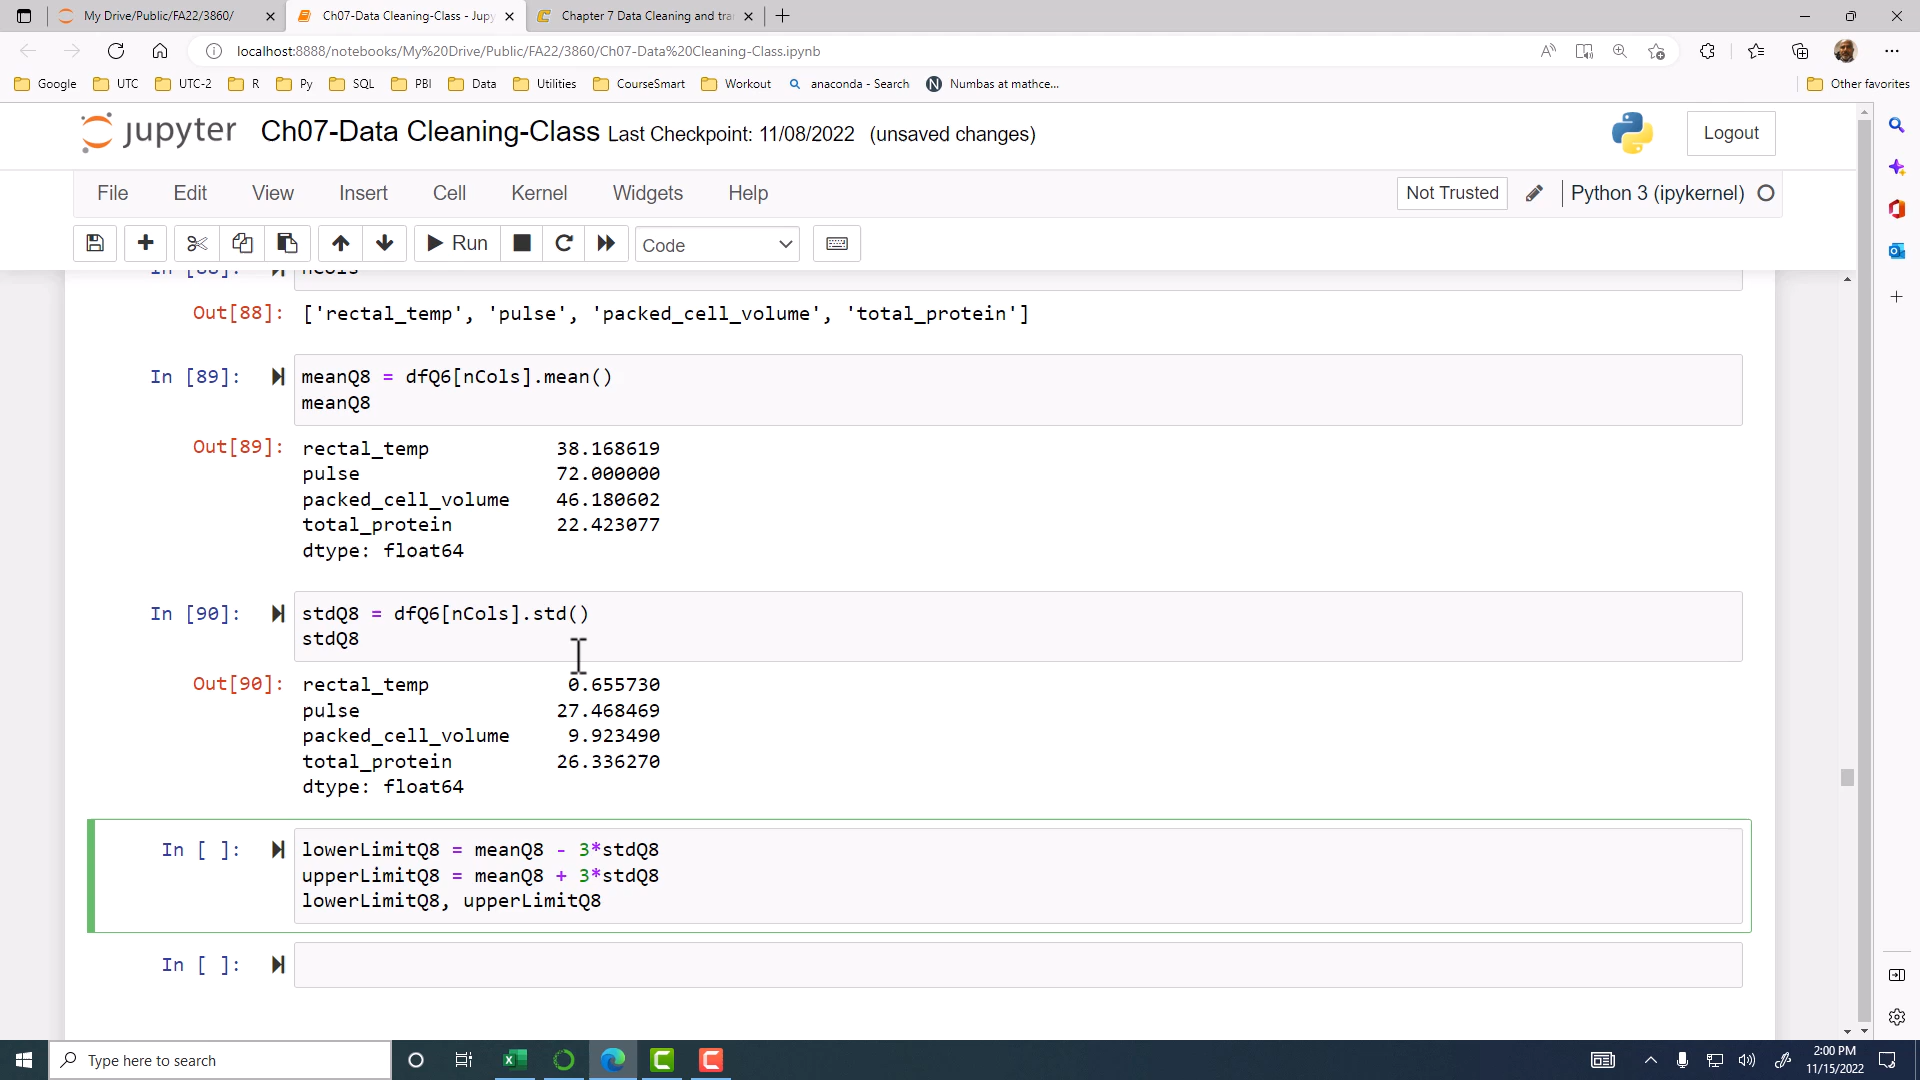 My Drive/Public/FA22/3860/
Ch07-Data Cleaning-Class - Jupy
Chapter 7 Data Cleaning and tra
localhost:8888/notebooks/My%20Drive/Public/FA22/3860/Ch07-Data%20Cleaning-Class.ipynb
Google UTC UTC-2 R Py SQL PBI Data Utilities CourseSmart Workout anaconda - Search Numbas at mathce... Other favorites
jupyter Ch07-Data Cleaning-Class Last Checkpoint: 11/08/2022 (unsaved changes) Logout
File Edit View Insert Cell Kernel Widgets Help Not Trusted Python 3 (ipykernel)
Run Code
In [88]: nCols
Out[88]: ['rectal_temp', 'pulse', 'packed_cell_volume', 'total_protein']
In [89]: meanQ8 = dfQ6[nCols].mean()
meanQ8
Out[89]: rectal_temp 38.168619
pulse 72.000000
packed_cell_volume 46.180602
total_protein 22.423077
dtype: float64
In [90]: stdQ8 = dfQ6[nCols].std()
stdQ8
Out[90]: rectal_temp 0.655730
pulse 27.468469
packed_cell_volume 9.923490
total_protein 26.336270
dtype: float64
In [ ]: lowerLimitQ8 = meanQ8 - 3*stdQ8
upperLimitQ8 = meanQ8 + 3*stdQ8
lowerLimitQ8, upperLimitQ8
In [ ]:
Type here to search
2:00 PM
11/15/2022